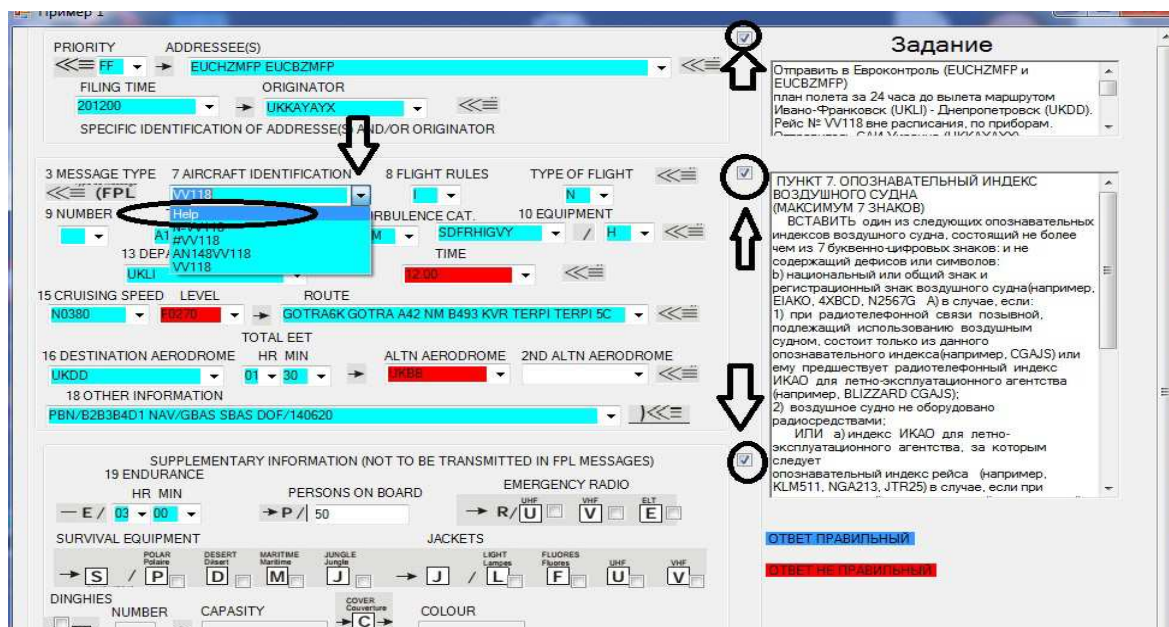 Пример 1
PRIORITY ADDRESSEE(S)
FF EUCHZMFP EUCBZMFP
FILING TIME ORIGINATOR
201200 UKKAYAYX
SPECIFIC IDENTIFICATION OF ADDRESSE(S) AND/OR ORIGINATOR
3 MESSAGE TYPE 7 AIRCRAFT IDENTIFICATION 8 FLIGHT RULES TYPE OF FLIGHT
(FPL VV118 I N
Help
#VV118
AN148VV118
VV118
9 NUMBER RBULENCE CAT. 10 EQUIPMENT
A1 M SDFRHIGVY / H
13 DEPA TIME
UKLI 12.00
15 CRUISING SPEED LEVEL ROUTE
N0380 F0270 GOTRA6K GOTRA A42 NM B493 KVR TERPI TERPI 5C
TOTAL EET
16 DESTINATION AERODROME HR MIN ALTN AERODROME 2ND ALTN AERODROME
UKDD 01 30 UKBB
18 OTHER INFORMATION
PBN/B2B3B4D1 NAV/GBAS SBAS DOF/140620
SUPPLEMENTARY INFORMATION (NOT TO BE TRANSMITTED IN FPL MESSAGES)
19 ENDURANCE EMERGENCY RADIO
HR MIN PERSONS ON BOARD UHF VHF ELT
E / 03 00 P / 50 R/ U V E
SURVIVAL EQUIPMENT JACKETS
POLAR DESERT MARITIME JUNGLE LIGHT FLUORES
Polaire Désert Maritime Jungle Lampes Fluores UHF VHF
S / P D M J J / L F U V
DINGHIES COVER
NUMBER CAPASITY Couverture COLOUR
C
Задание
Отправить в Евроконтроль (EUCHZMFP и
EUCBZMFP)
план полета за 24 часа до вылета маршрутом
Ивано-Франковск (UKLI) - Днепропетровск (UKDD).
Рейс № VV118 вне расписания, по приборам.
ПУНКТ 7. ОПОЗНАВАТЕЛЬНЫЙ ИНДЕКС
ВОЗДУШНОГО СУДНА
(МАКСИМУМ 7 ЗНАКОВ)
ВСТАВИТЬ один из следующих опознавательных
индексов воздушного судна, состоящий не более
чем из 7 буквенно-цифровых знаков: и не
содержащий дефисов или символов:
b) национальный или общий знак и
регистрационный знак воздушного судна(например,
EIAKO, 4XBCD, N2567G A) в случае, если:
1) при радиотелефонной связи позывной,
подлежащий использованию воздушным
судном, состоит только из данного
опознавательного индекса(например, CGAJS) или
ему предшествует радиотелефонный индекс
ИКАО для летно-эксплуатационного агентства
(например, BLIZZARD CGAJS);
2) воздушное судно не оборудовано
радиосредствами;
ИЛИ a) индекс ИКАО для летно-
эксплуатационного агентства, за которым
следует
опознавательный индекс рейса (например,
KLM511, NGA213, JTR25) в случае, если при
ОТВЕТ ПРАВИЛЬНЫЙ
ОТВЕТ НЕ ПРАВИЛЬНЫЙ